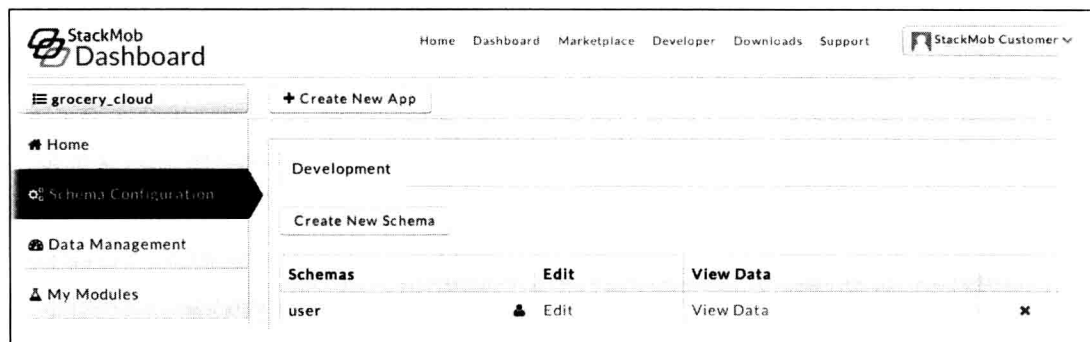 StackMob
Dashboard
Home Dashboard Marketplace Developer Downloads Support StackMob Customer
grocery_cloud
+ Create New App
Home
Development
Schema Configuration
Create New Schema
Data Management
Schemas Edit View Data
My Modules
user Edit View Data